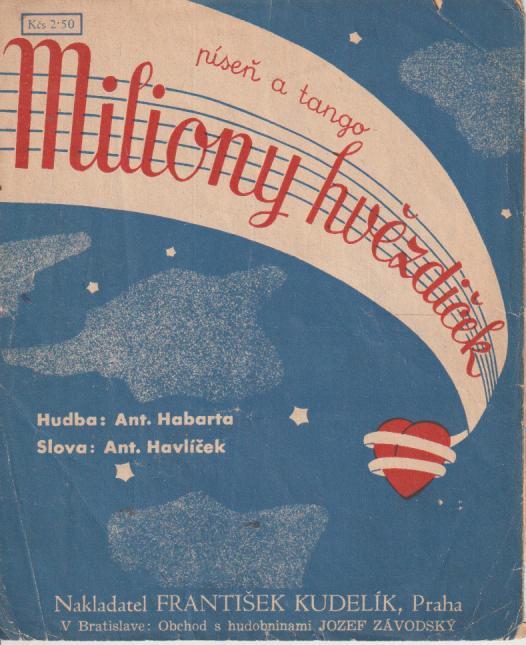 Kčs 2·50
píseň a tango
Miliony hvězdiček
Hudba: Ant. Habarta
Slova: Ant. Havlíček
Nakladatel FRANTIŠEK KUDELÍK, Praha
V Bratislave: Obchod s hudobninami JOZEF ZÁVODSKÝ